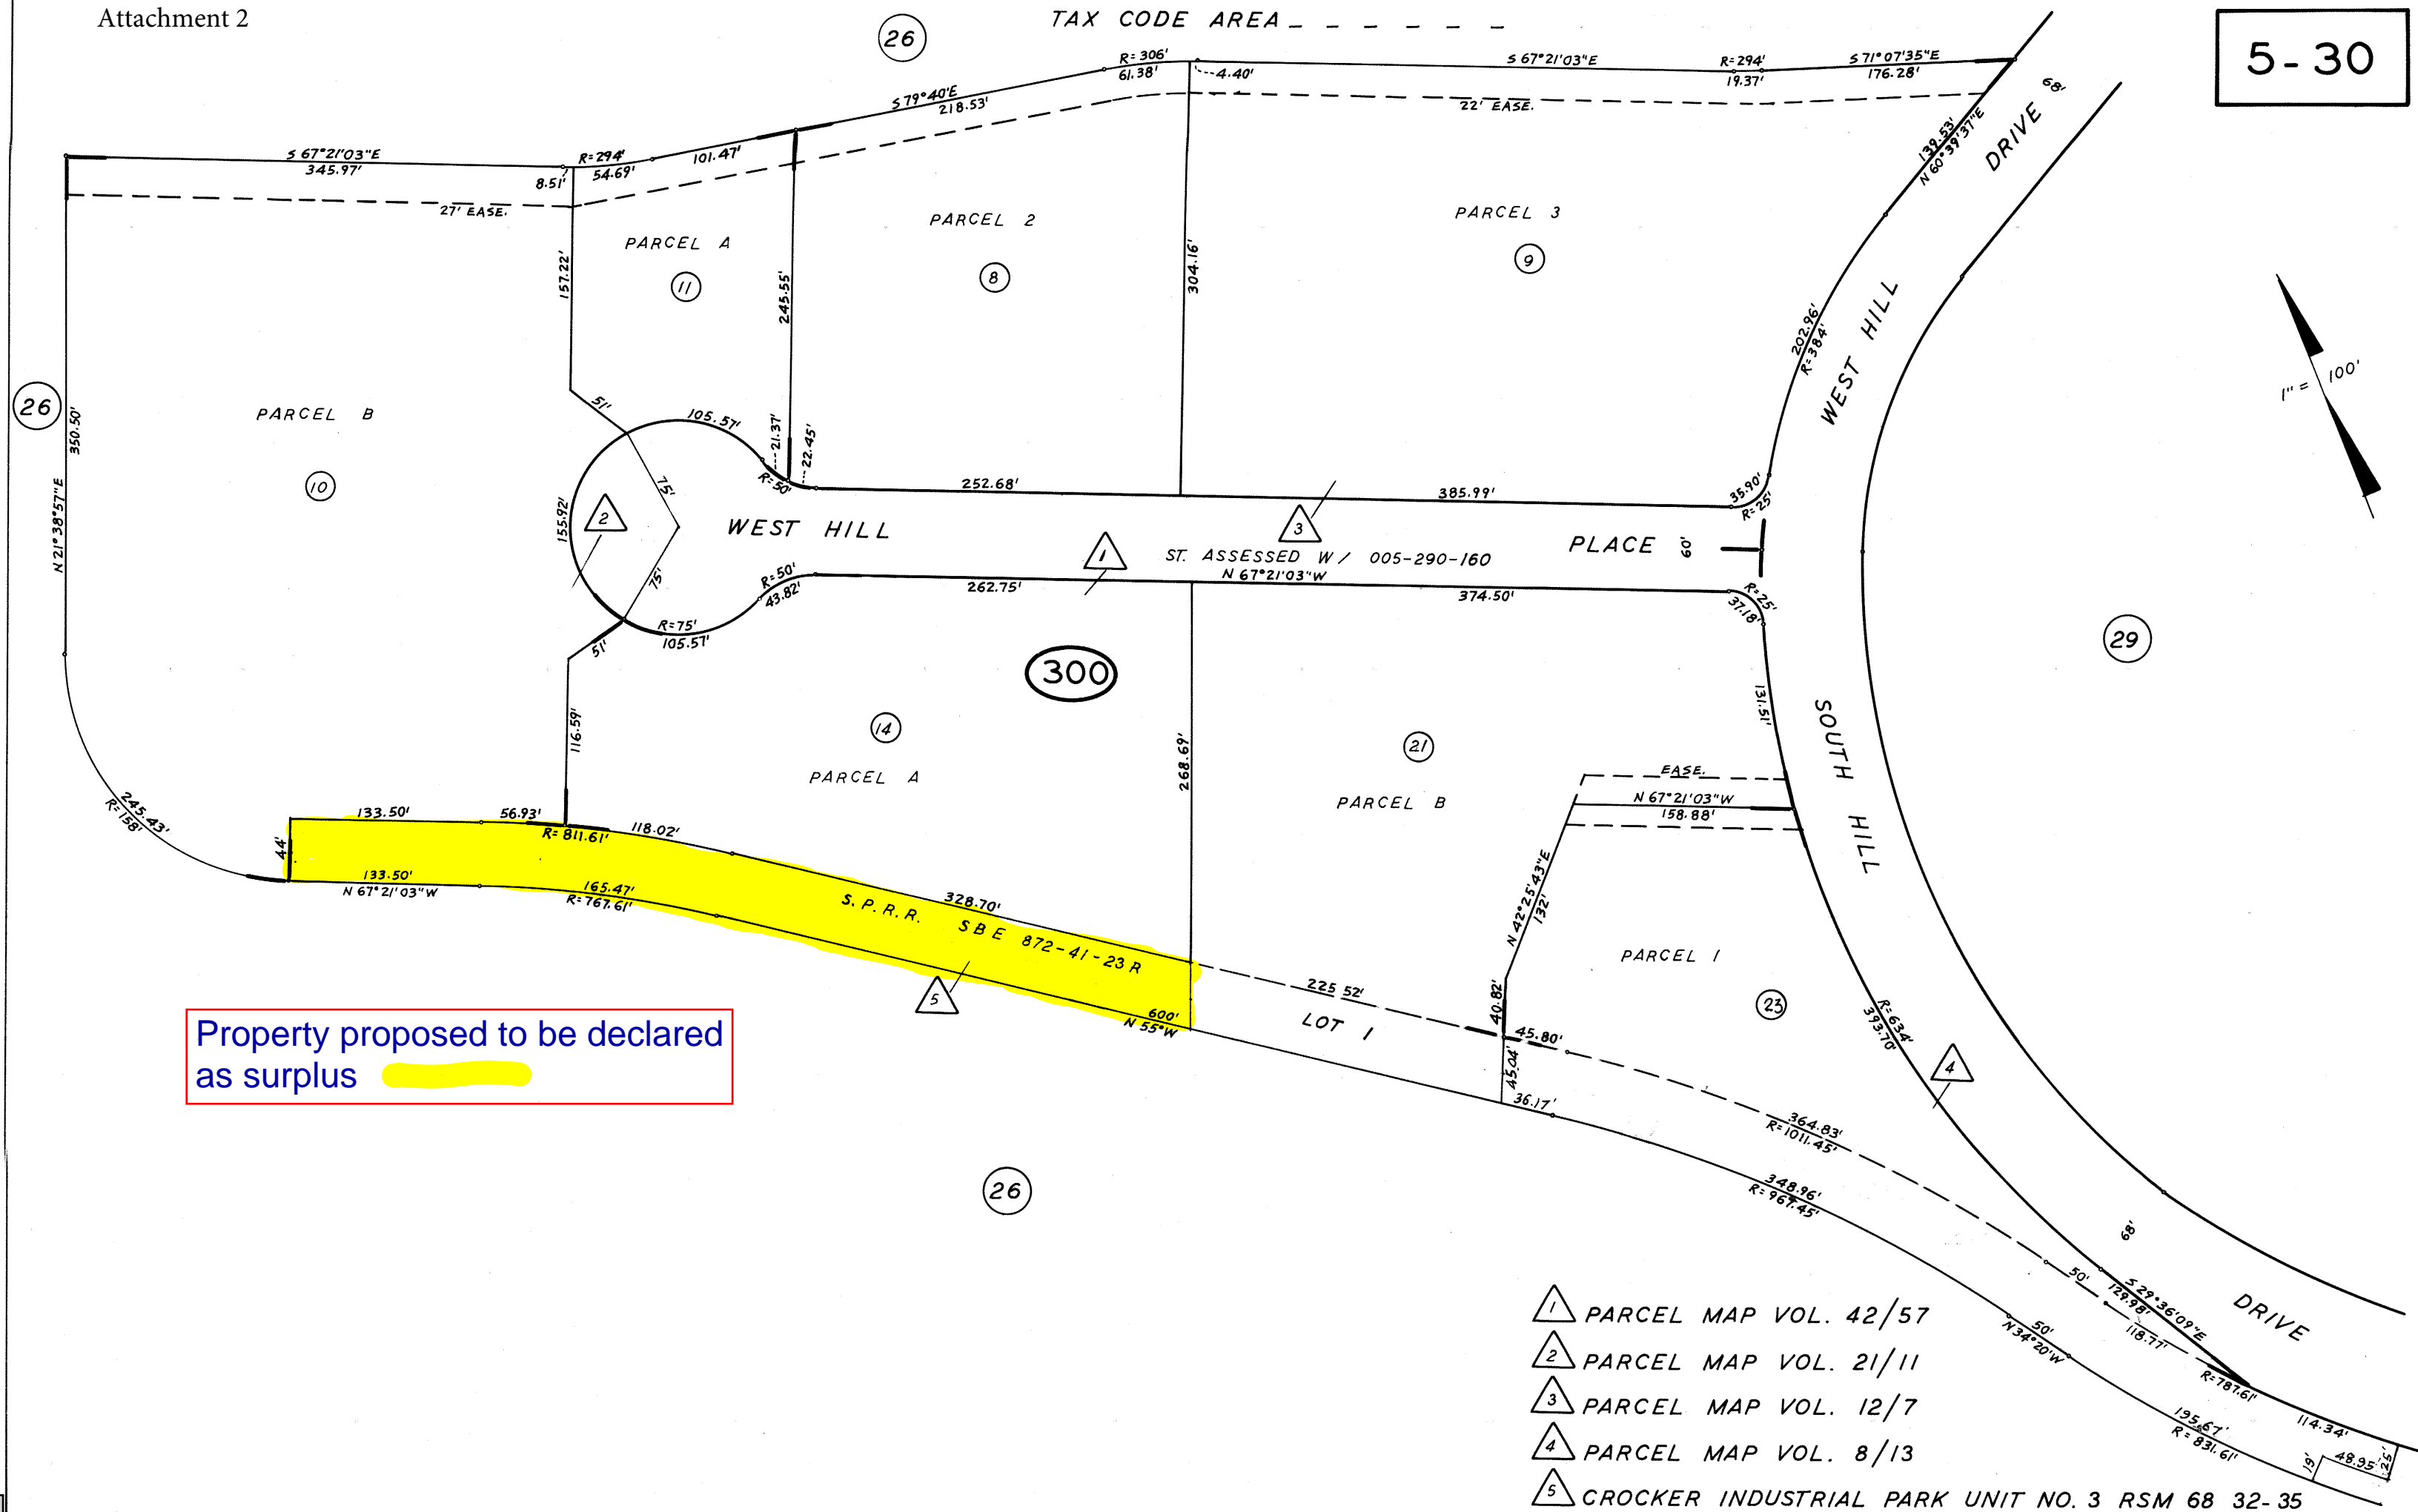 Attachment 2
TAX CODE AREA _ _ _ _ _ _
5-30
26
R=306'
61.38'
4.40'
S 67°21'03"E
R=294'
19.37'
S 71°07'35"E
176.28'
68'
S 79°40'E
218.53'
22' EASE.
139.53'
N 60°39'37"E
DRIVE
S 67°21'03"E
345.97'
R=294'
54.69'
8.51'
101.47'
27' EASE.
PARCEL A
11
PARCEL 2
8
PARCEL 3
9
157.22'
245.55'
304.16'
202.96'
R=384'
WEST HILL
1" = 100'
26
350.50'
N 21°38'57"E
PARCEL B
10
51'
105.57'
21.37'
22.45'
R=50'
75'
155.92'
2
75'
WEST HILL
252.68'
385.99'
35.90'
R=25'
3
1
ST. ASSESSED W/ 005-290-160
PLACE
60'
N 67°21'03"W
R=50'
43.82'
262.75'
374.50'
R=25'
37.18'
R=75'
105.57'
51'
300
29
131.51'
116.59'
14
PARCEL A
268.69'
21
PARCEL B
SOUTH HILL
EASE.
N 67°21'03"W
158.88'
245.43'
R=158'
133.50'
56.93'
R=811.61'
118.02'
44'
133.50'
N 67°21'03"W
165.47'
R=767.61'
328.70'
S.P.R.R. SBE 872-41-23R
5
600'
N 55°W
N 42°25'43"E
132'
PARCEL 1
23
40.82'
225.52'
LOT 1
45.80'
45.04'
36.17'
R=634'
393.70'
4
Property proposed to be declared
as surplus
26
364.83'
R=1011.45'
348.96'
R=967.45'
68'
50'
S 29°36'09"E
129.98'
118.77'
DRIVE
50'
N 34°20'W
R=787.61'
114.34'
195.67'
R=831.61'
19'
48.95'
25'
1 PARCEL MAP VOL. 42/57
2 PARCEL MAP VOL. 21/11
3 PARCEL MAP VOL. 12/7
4 PARCEL MAP VOL. 8/13
5 CROCKER INDUSTRIAL PARK UNIT NO. 3 RSM 68 32-35